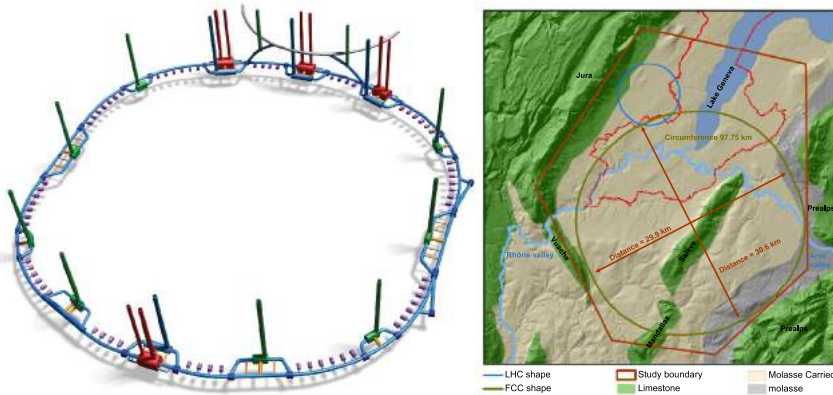 Jura
Lake Geneva
Circumference 97.75 km
Prealps
Distance = 29.9 km
Vuache
Salève
Rhône valley
Distance = 30.6 km
Arve
valley
Mandallaz
Prealps
LHC shape
Study boundary
Molasse Carried
FCC shape
Limestone
molasse